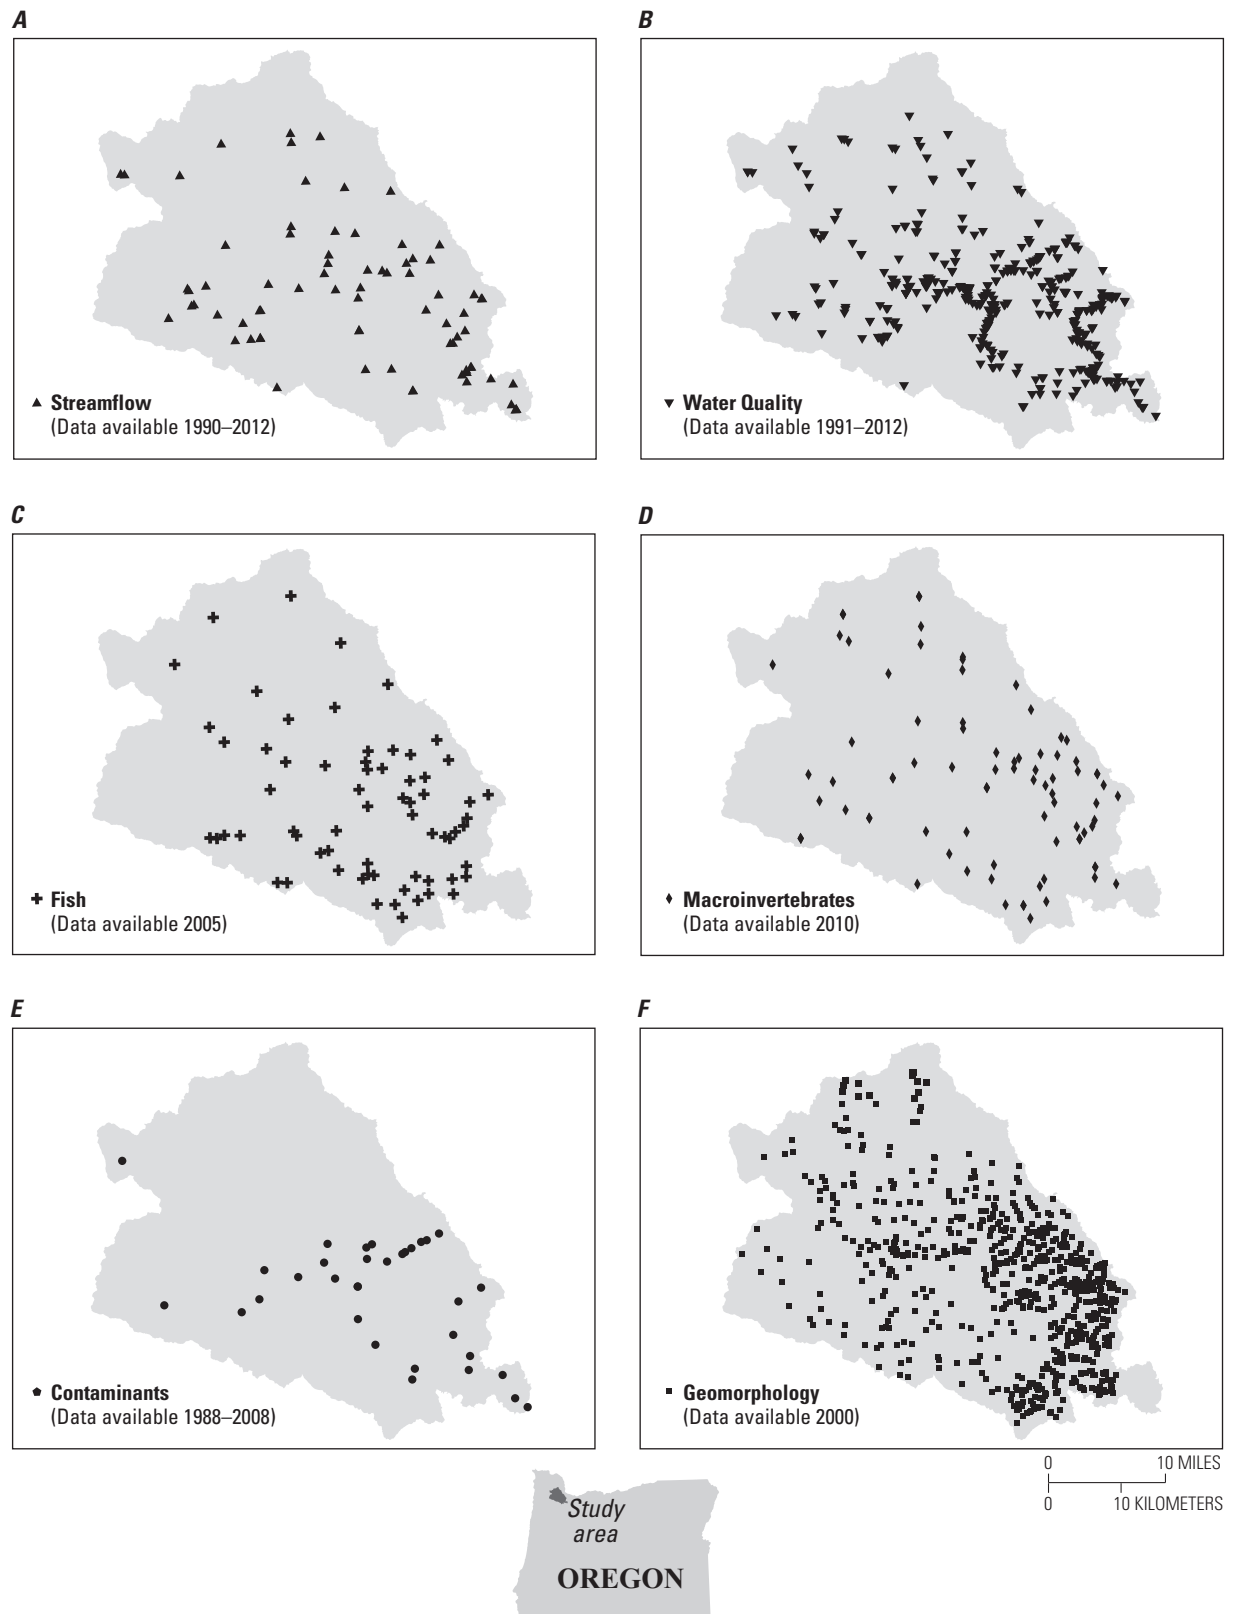 A
B
Streamflow
(Data available 1990–2012)
Water Quality
(Data available 1991–2012)
C
D
Fish
(Data available 2005)
Macroinvertebrates
(Data available 2010)
E
F
Contaminants
(Data available 1988–2008)
Geomorphology
(Data available 2000)
0 10 MILES
0 10 KILOMETERS
Study
area
OREGON